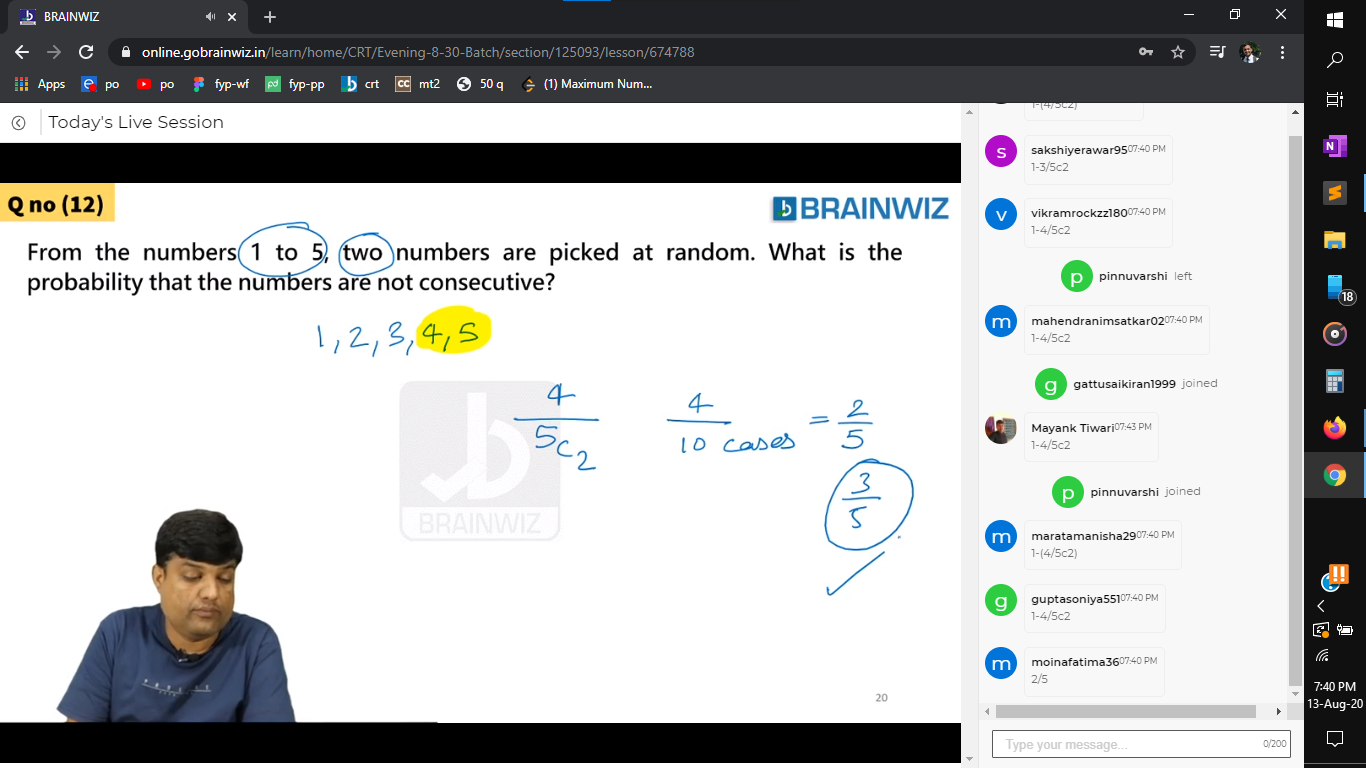 BRAINWIZ
online.gobrainwiz.in/learn/home/CRT/Evening-8-30-Batch/section/125093/lesson/674788
Apps po po fyp-wf fyp-pp crt CC mt2 50 q (1) Maximum Num...
Today's Live Session
Q no (12)
BRAINWIZ
From the numbers 1 to 5, two numbers are picked at random. What is the
probability that the numbers are not consecutive?
1, 2, 3, 4, 5
4
5C2
4
10 cases
= 2
5
3
5
BRAINWIZ
20
1-(4/5c2)
s sakshiyerawar95 07:40 PM
1-3/5c2
v vikramrockzz180 07:40 PM
1-4/5c2
p pinnuvarshi left
m mahendranimsatkar02 07:40 PM
1-4/5c2
g gattusaikiran1999 joined
Mayank Tiwari 07:43 PM
1-4/5c2
p pinnuvarshi joined
m maratamanisha29 07:40 PM
1-(4/5c2)
g guptasoniya551 07:40 PM
1-4/5c2
m moinafatima36 07:40 PM
2/5
Type your message... 0/200
N
18
7:40 PM
13-Aug-20